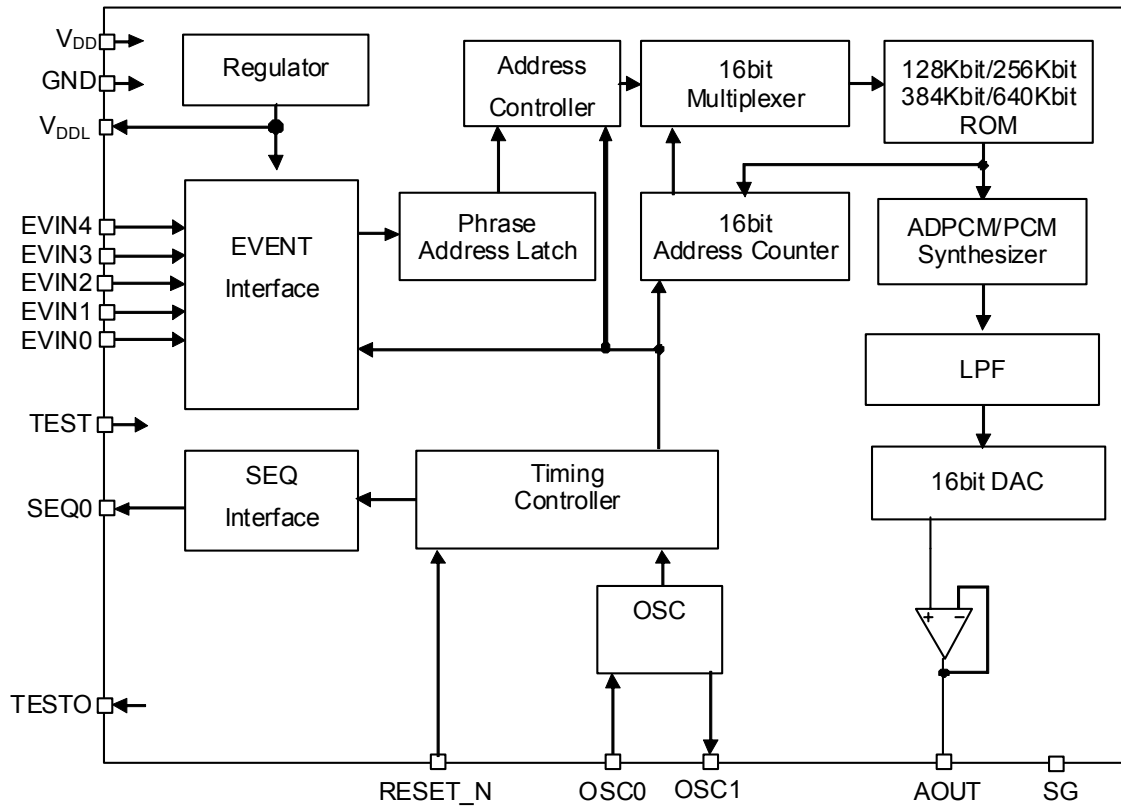 VDD
GND
VDDL
EVIN4
EVIN3
EVIN2
EVIN1
EVIN0
TEST
SEQ0
TESTO
Regulator
EVENT
Interface
SEQ
Interface
Phrase
Address Latch
Address
Controller
16bit
Multiplexer
16bit
Address Counter
Timing
Controller
OSC
128Kbit/256Kbit
384Kbit/640Kbit
ROM
ADPCM/PCM
Synthesizer
LPF
16bit DAC
+ −
RESET_N
OSC0
OSC1
AOUT
SG